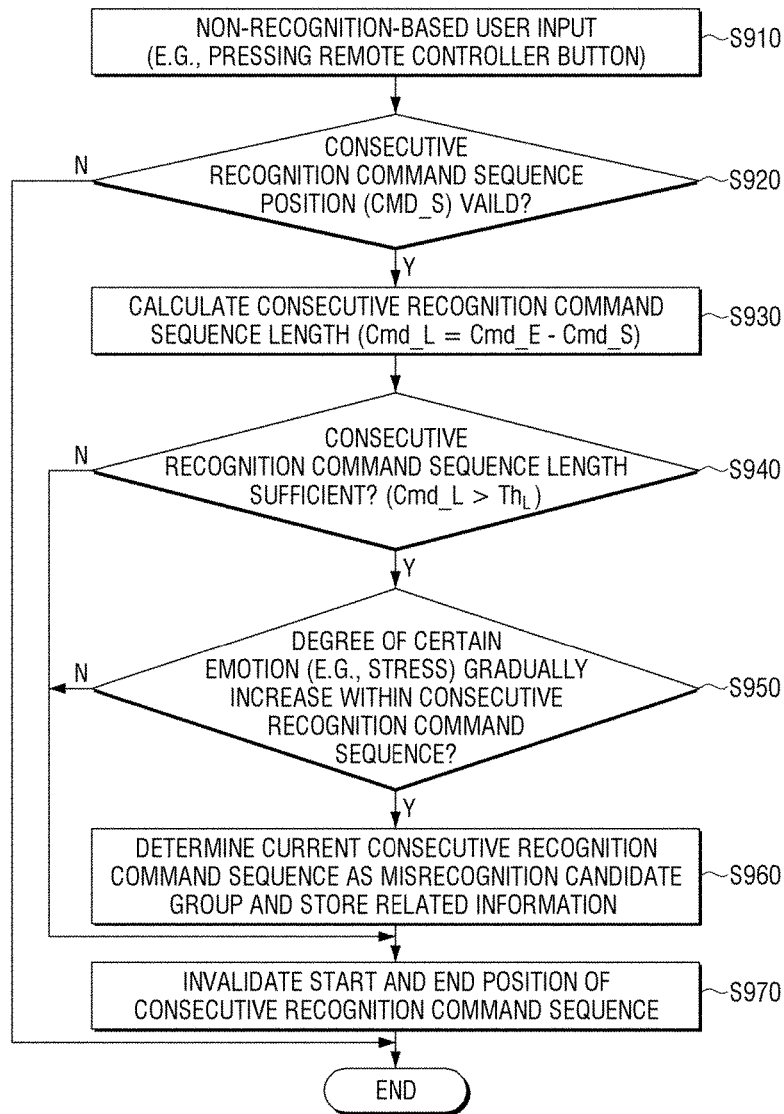 NON-RECOGNITION-BASED USER INPUT
(E.G., PRESSING REMOTE CONTROLLER BUTTON)
S910
CONSECUTIVE
RECOGNITION COMMAND SEQUENCE
POSITION (CMD_S) VAILD?
N
S920
Y
CALCULATE CONSECUTIVE RECOGNITION COMMAND
SEQUENCE LENGTH (Cmd_L = Cmd_E - Cmd_S)
S930
CONSECUTIVE
RECOGNITION COMMAND SEQUENCE LENGTH
SUFFICIENT? (Cmd_L > ThL)
N
S940
Y
DEGREE OF CERTAIN
EMOTION (E.G., STRESS) GRADUALLY
INCREASE WITHIN CONSECUTIVE
RECOGNITION COMMAND
SEQUENCE?
N
S950
Y
DETERMINE CURRENT CONSECUTIVE RECOGNITION
COMMAND SEQUENCE AS MISRECOGNITION CANDIDATE
GROUP AND STORE RELATED INFORMATION
S960
INVALIDATE START AND END POSITION OF
CONSECUTIVE RECOGNITION COMMAND SEQUENCE
S970
END